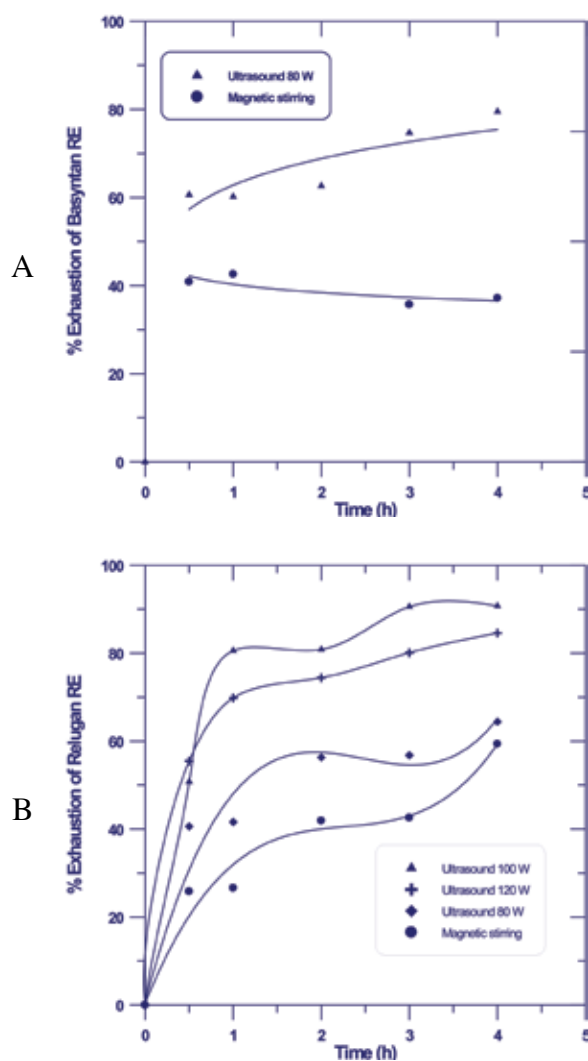 A
% Exhaustion of Basyntan RE
100
80
60
40
20
0
Ultrasound 80 W
Magnetic stirring
0 1 2 3 4 5
Time (h)
B
% Exhaustion of Relugan RE
100
80
60
40
20
0
Ultrasound 100 W
Ultrasound 120 W
Ultrasound 80 W
Magnetic stirring
0 1 2 3 4 5
Time (h)